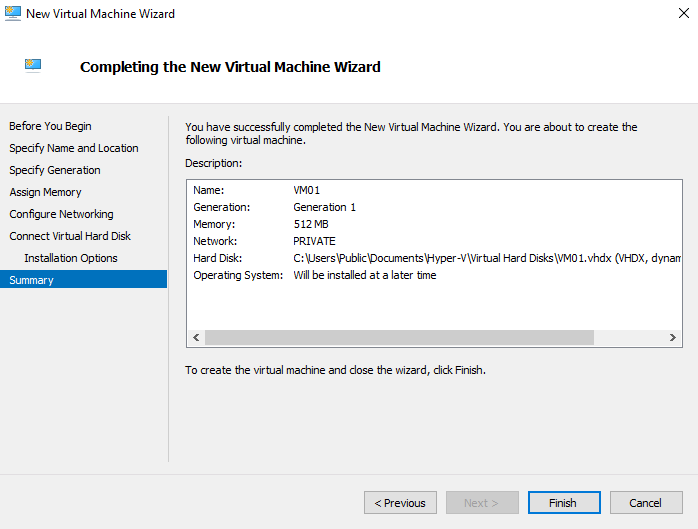 New Virtual Machine Wizard
Completing the New Virtual Machine Wizard
Before You Begin
Specify Name and Location
Specify Generation
Assign Memory
Configure Networking
Connect Virtual Hard Disk
Installation Options
Summary
You have successfully completed the New Virtual Machine Wizard. You are about to create the
following virtual machine.
Description:
Name: VM01
Generation: Generation 1
Memory: 512 MB
Network: PRIVATE
Hard Disk: C:\Users\Public\Documents\Hyper-V\Virtual Hard Disks\VM01.vhdx (VHDX, dynam
Operating System: Will be installed at a later time
To create the virtual machine and close the wizard, click Finish.
< Previous Next > Finish Cancel